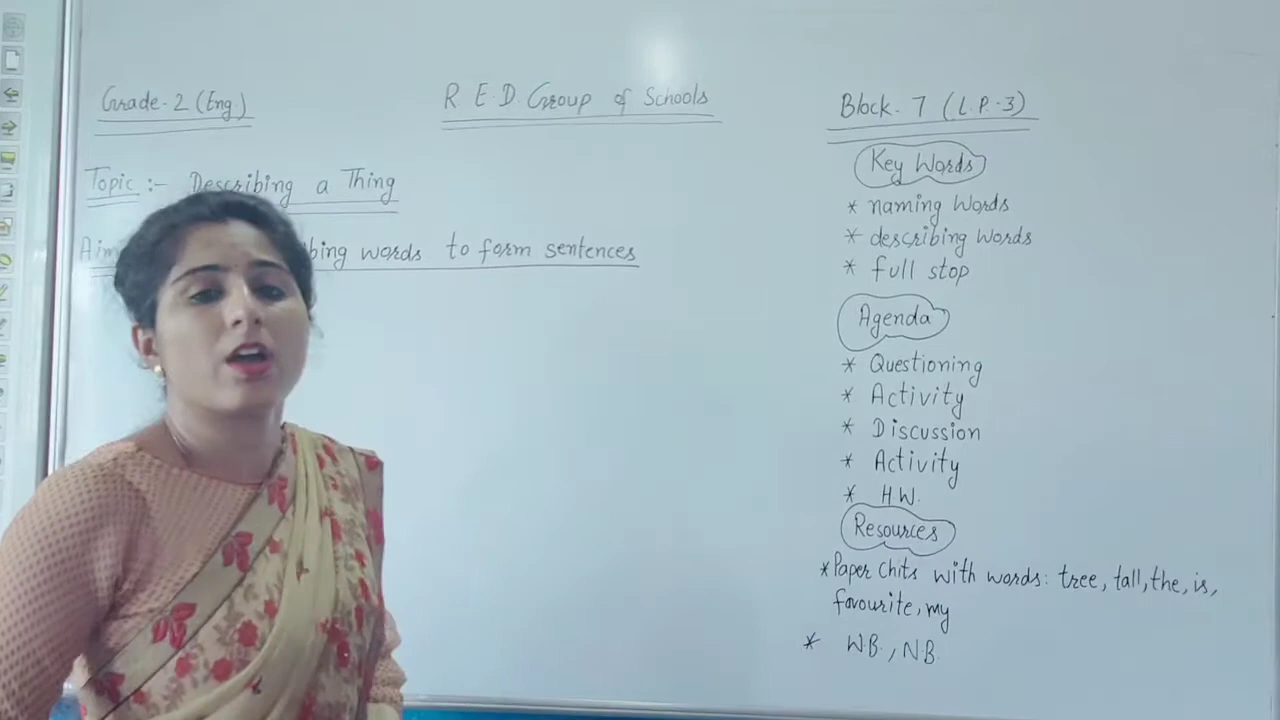 Grade-2 (Eng)
R.E.D. Group of Schools
Block-7 (L.P.-3)
Topic :- Describing a Thing
Aim bing words to form sentences
Key Words
* naming words
* describing words
* full stop
Agenda
* Questioning
* Activity
* Discussion
* Activity
* H.W.
Resources
* Paper chits with words: tree, tall, the, is,
favourite, my
* W.B., N.B.